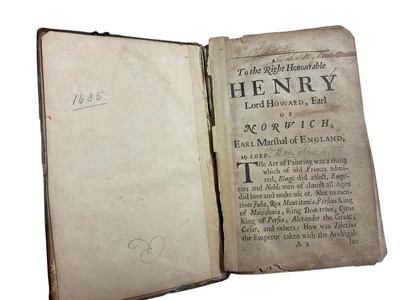 1685.
To the Right Honourable
HENRY
Lord HOWARD, Earl
OF
NORWICH,
EARL Marshal of ENGLAND;
MY LORD,
THE Art of Painting was a thing
which of old Princes admi-
red, Kings did affect, Empe-
rors and Noble men of almost all Ages
did love and make use of. Not to men-
tion Juba, Rex Mauritania, Perseus King
of Macedonia, King Demetrius, Cyrus
King of Persia, Alexander the Great,
Cæsar, and others: How was Tiberius
the Emperor taken with the Archigal-
A 2
lus